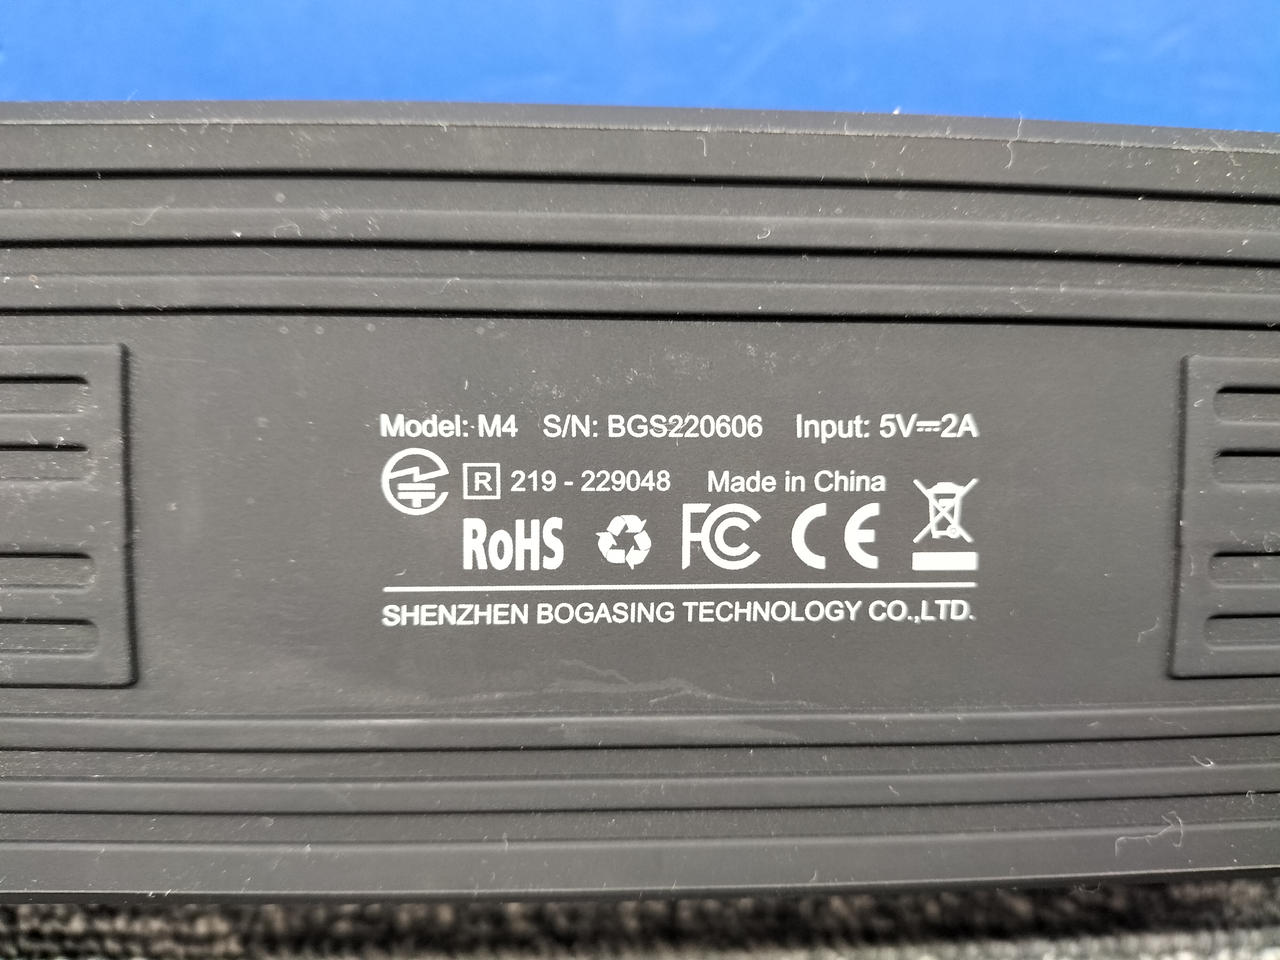 Model: M4 S/N: BGS220606 Input: 5V⎓2A
R 219 - 229048 Made in China
RoHS FC CE
SHENZHEN BOGASING TECHNOLOGY CO.,LTD.